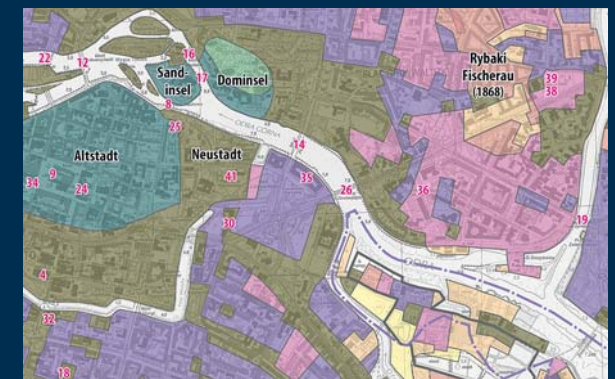 22
12
16
17
Sand-
insel
Dominsel
8
25
ODRA GÓRNA
Rybaki
Fischerau
(1868)
39
38
Altstadt
Neustadt
14
9
34
24
41
35
26
36
30
19
4
32
18